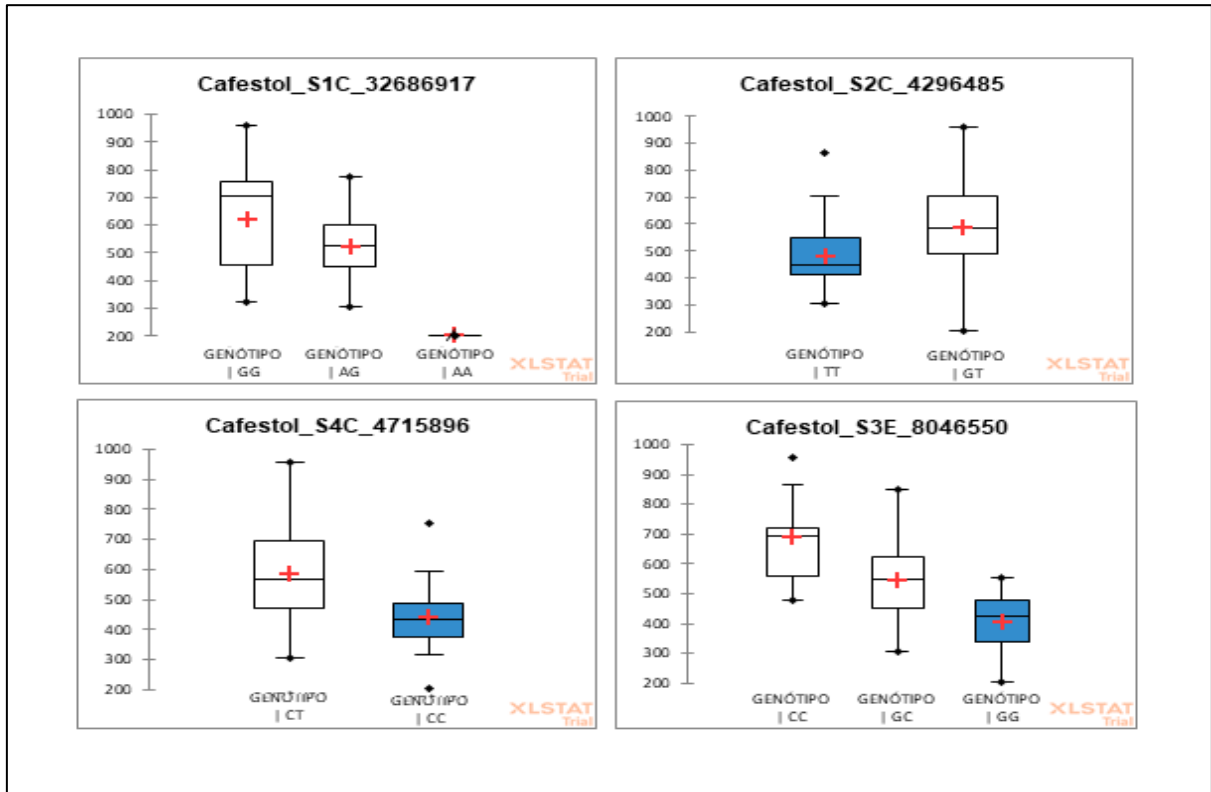 Cafestol_S1C_32686917
1000
900
800
700
600
500
400
300
200
GENÓTIPO | GG
GENÓTIPO | AG
GENÓTIPO | AA
XLSTAT
Trial
Cafestol_S2C_4296485
1000
900
800
700
600
500
400
300
200
GENÓTIPO | TT
GENÓTIPO | GT
XLSTAT
Trial
Cafestol_S4C_4715896
1000
900
800
700
600
500
400
300
200
GENÓTIPO | CT
GENÓTIPO | CC
XLSTAT
Trial
Cafestol_S3E_8046550
1000
900
800
700
600
500
400
300
200
GENÓTIPO | CC
GENÓTIPO | GC
GENÓTIPO | GG
XLSTAT
Trial